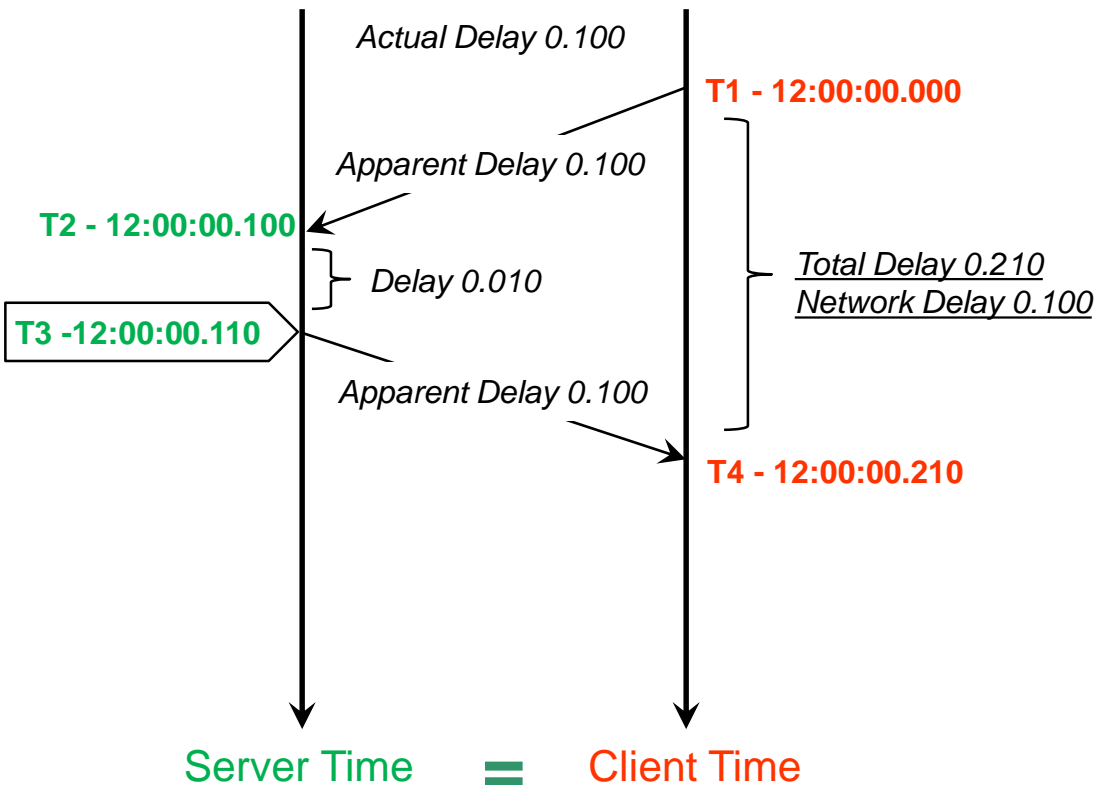 Actual Delay 0.100
T1 - 12:00:00.000
Apparent Delay 0.100
T2 - 12:00:00.100
Delay 0.010
Total Delay 0.210
Network Delay 0.100
T3 -12:00:00.110
Apparent Delay 0.100
T4 - 12:00:00.210
Server Time = Client Time